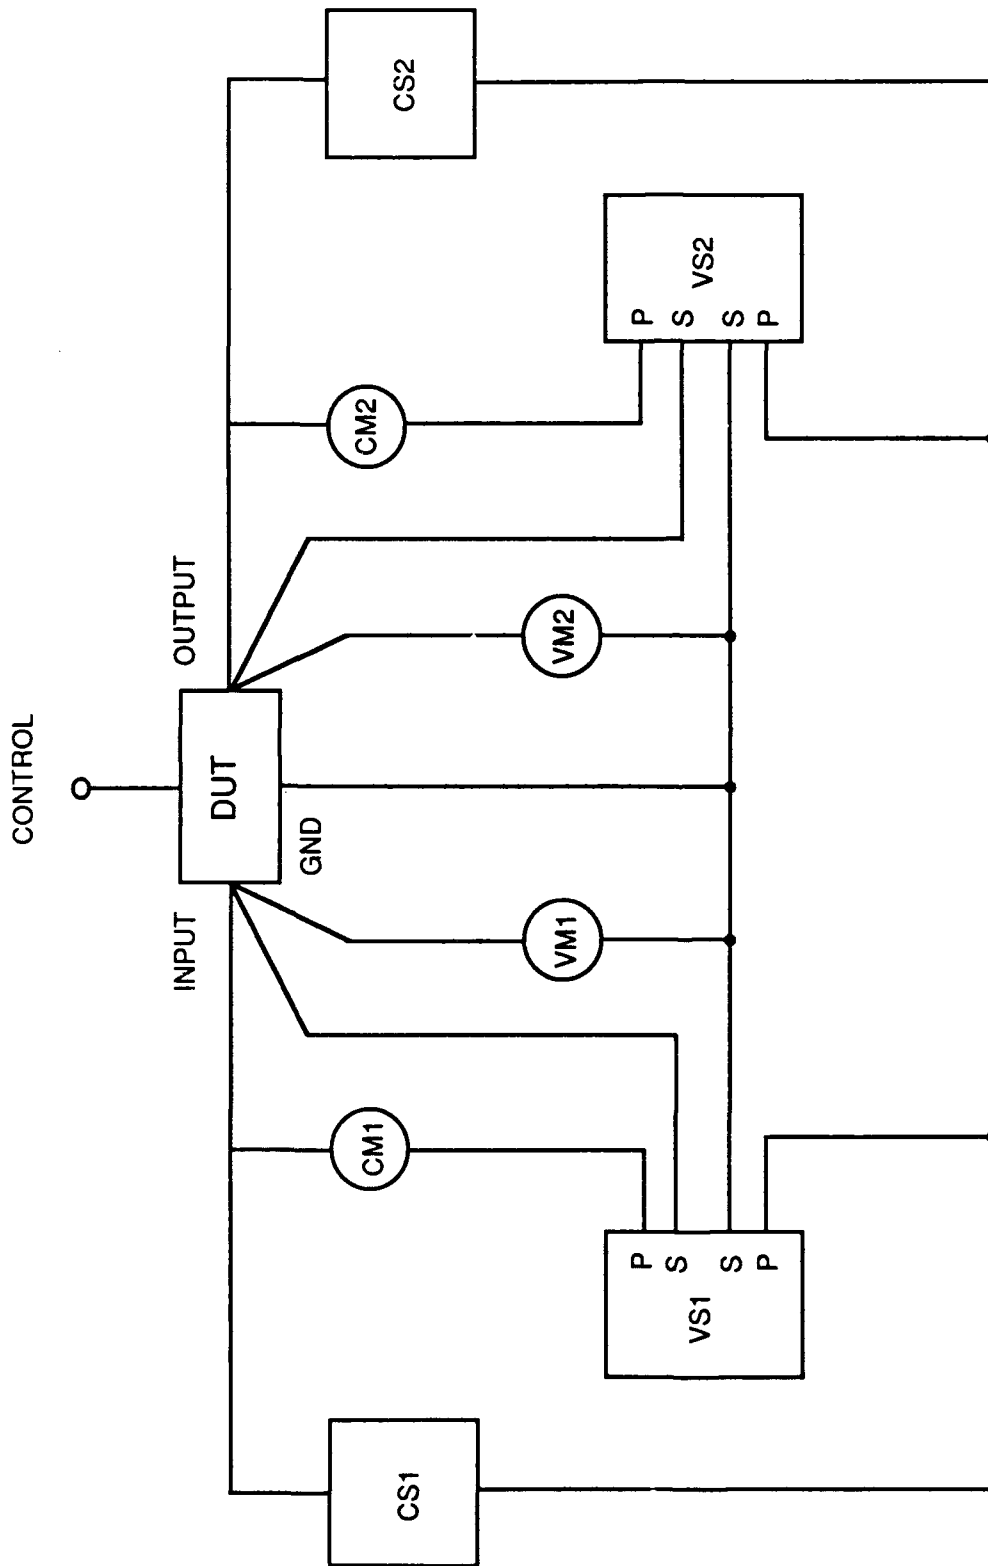 CONTROL
INPUT
OUTPUT
DUT
GND
CS1
CM1
VM1
VM2
CM2
CS2
VS1
P
S
S
P
VS2
P
S
S
P